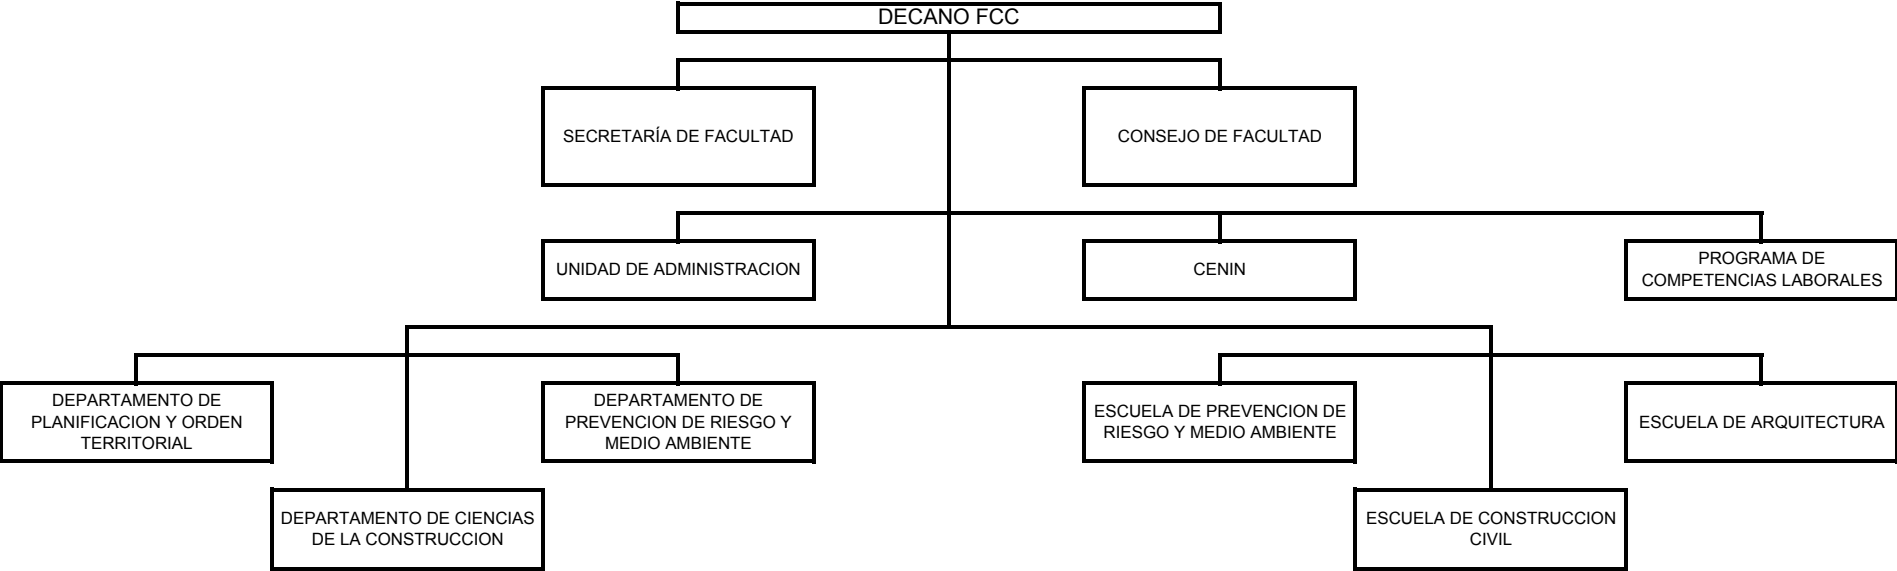 DECANO FCC
SECRETARÍA DE FACULTAD
CONSEJO DE FACULTAD
UNIDAD DE ADMINISTRACION
CENIN
PROGRAMA DE
COMPETENCIAS LABORALES
DEPARTAMENTO DE
PLANIFICACION Y ORDEN
TERRITORIAL
DEPARTAMENTO DE
PREVENCION DE RIESGO Y
MEDIO AMBIENTE
ESCUELA DE PREVENCION DE
RIESGO Y MEDIO AMBIENTE
ESCUELA DE ARQUITECTURA
DEPARTAMENTO DE CIENCIAS
DE LA CONSTRUCCION
ESCUELA DE CONSTRUCCION
CIVIL